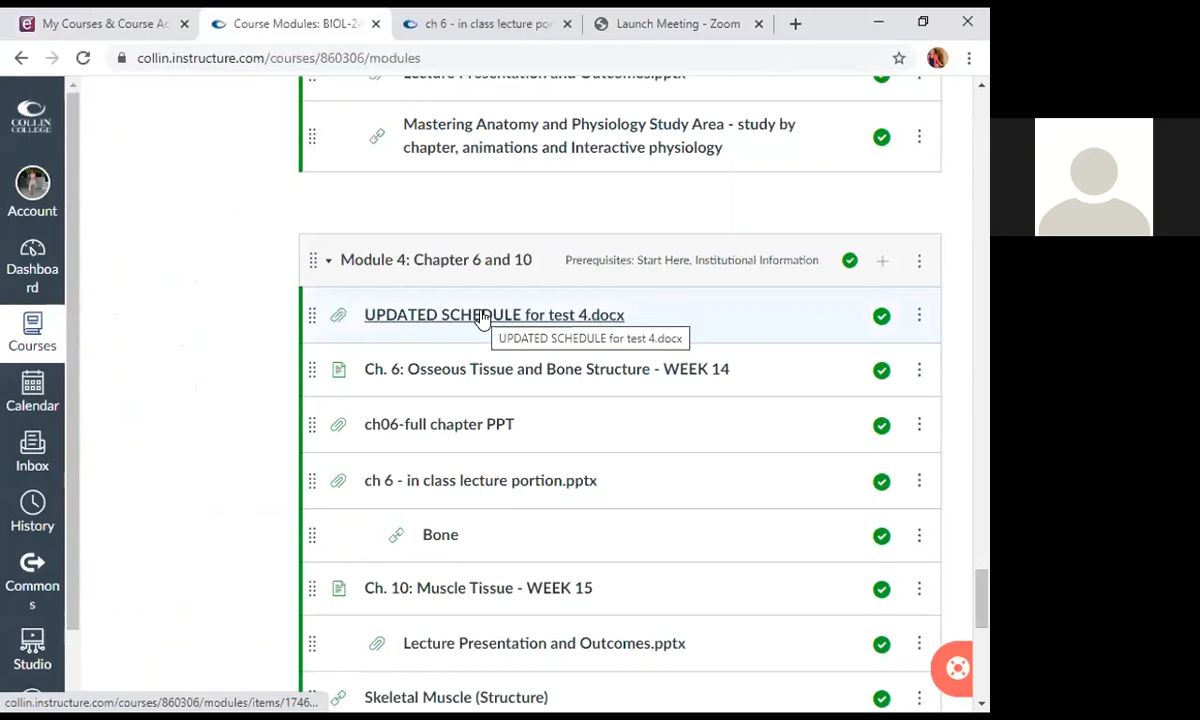 My Courses & Course Ac
Course Modules: BIOL-24
ch 6 - in class lecture por
Launch Meeting - Zoom
collin.instructure.com/courses/860306/modules
Lecture Presentation and Outcomes.pptx
COLLIN
COLLEGE
Mastering Anatomy and Physiology Study Area - study by
chapter, animations and Interactive physiology
Account
Dashboa
rd
Courses
Calendar
Inbox
History
Common
s
Studio
Module 4: Chapter 6 and 10
Prerequisites: Start Here, Institutional Information
UPDATED SCHEDULE for test 4.docx
UPDATED SCHEDULE for test 4.docx
Ch. 6: Osseous Tissue and Bone Structure - WEEK 14
ch06-full chapter PPT
ch 6 - in class lecture portion.pptx
Bone
Ch. 10: Muscle Tissue - WEEK 15
Lecture Presentation and Outcomes.pptx
Skeletal Muscle (Structure)
collin.instructure.com/courses/860306/modules/items/1746...